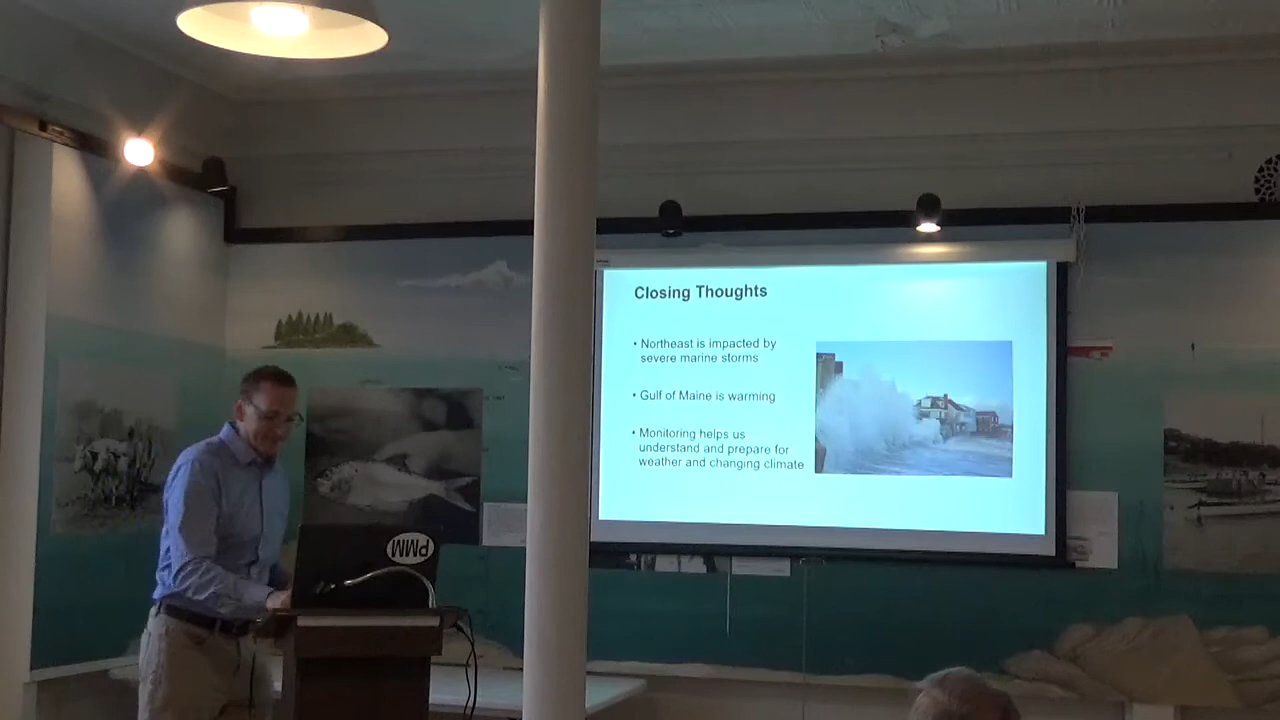 Closing Thoughts
• Northeast is impacted by
severe marine storms
• Gulf of Maine is warming
• Monitoring helps us
understand and prepare for
weather and changing climate
PMM